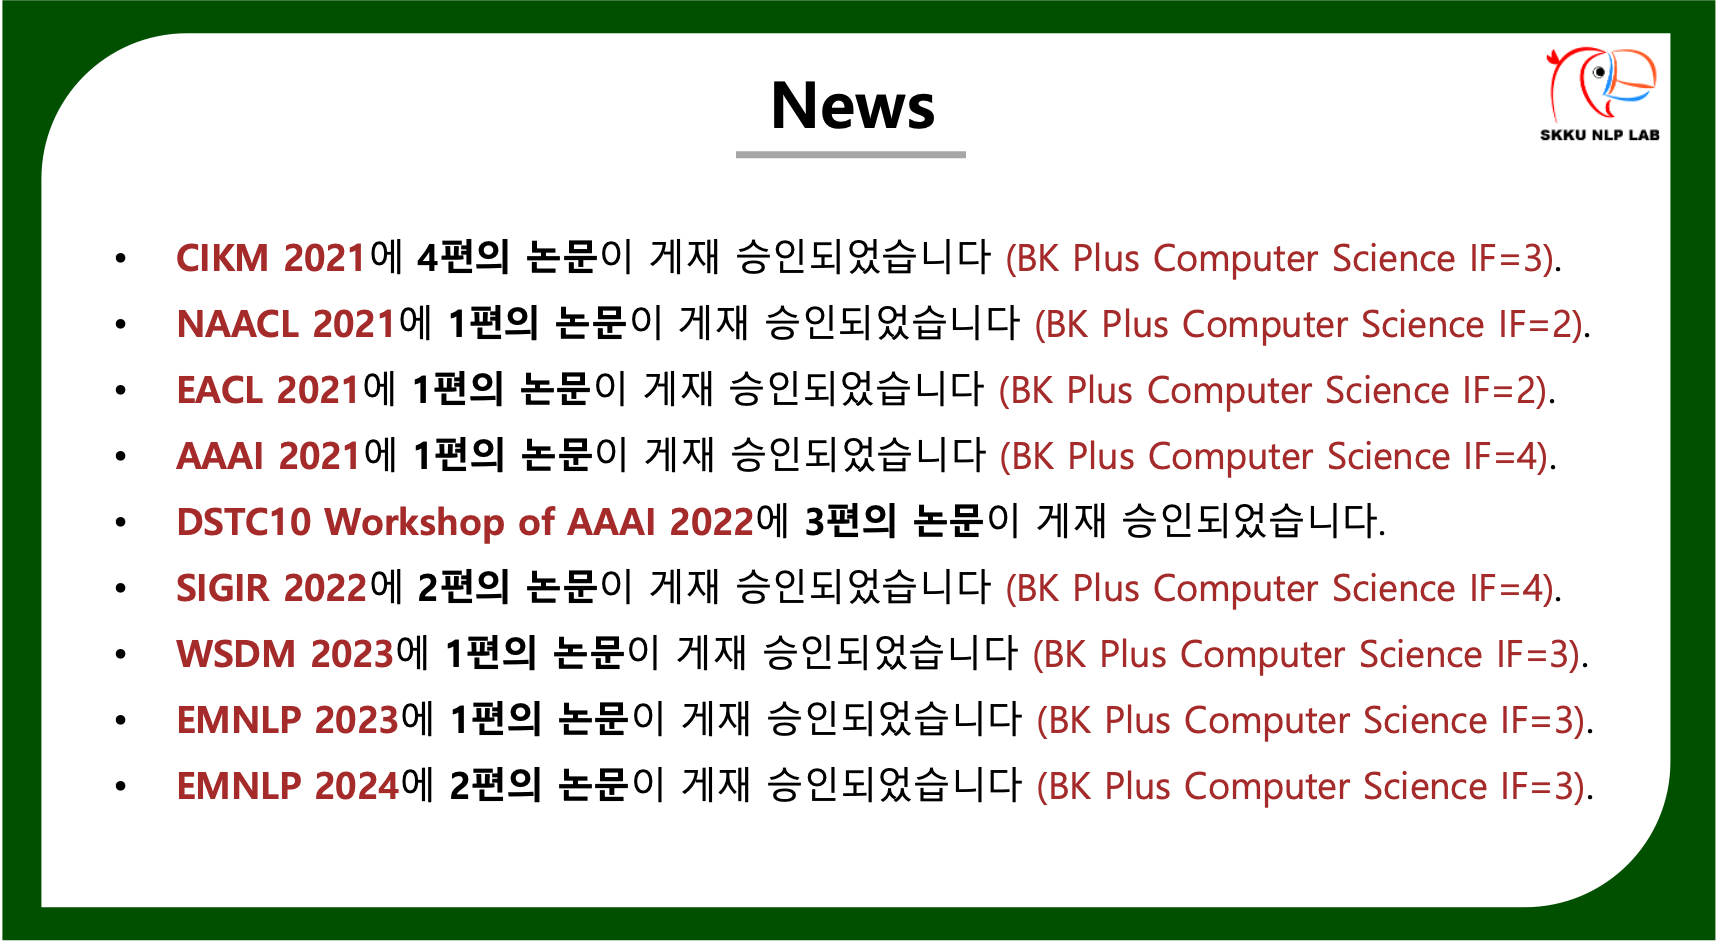 News
SKKU NLP LAB
• CIKM 2021에 4편의 논문이 게재 승인되었습니다 (BK Plus Computer Science IF=3).
• NAACL 2021에 1편의 논문이 게재 승인되었습니다 (BK Plus Computer Science IF=2).
• EACL 2021에 1편의 논문이 게재 승인되었습니다 (BK Plus Computer Science IF=2).
• AAAI 2021에 1편의 논문이 게재 승인되었습니다 (BK Plus Computer Science IF=4).
• DSTC10 Workshop of AAAI 2022에 3편의 논문이 게재 승인되었습니다.
• SIGIR 2022에 2편의 논문이 게재 승인되었습니다 (BK Plus Computer Science IF=4).
• WSDM 2023에 1편의 논문이 게재 승인되었습니다 (BK Plus Computer Science IF=3).
• EMNLP 2023에 1편의 논문이 게재 승인되었습니다 (BK Plus Computer Science IF=3).
• EMNLP 2024에 2편의 논문이 게재 승인되었습니다 (BK Plus Computer Science IF=3).